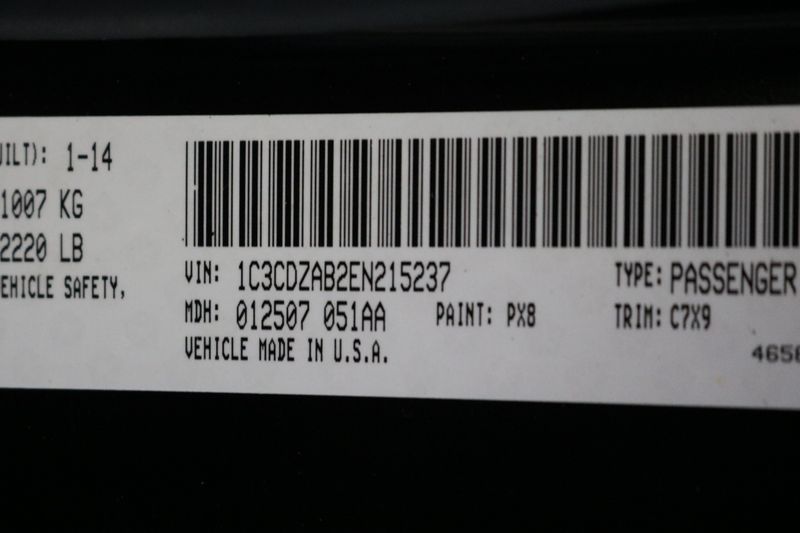 UILT): 1-14
1007 KG
2220 LB
EHICLE SAFETY,
VIN: 1C3CDZAB2EN215237 TYPE: PASSENGER
MDH: 012507 051AA PAINT: PX8 TRIM: C7X9
VEHICLE MADE IN U.S.A.
4658